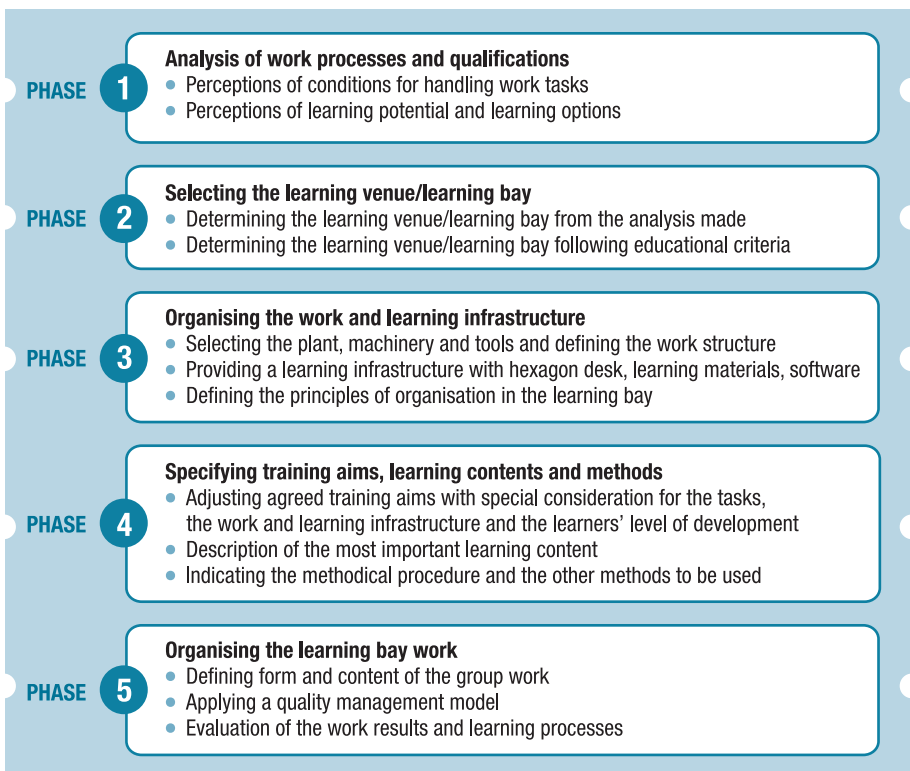 PHASE 1
Analysis of work processes and qualifications
• Perceptions of conditions for handling work tasks
• Perceptions of learning potential and learning options
PHASE 2
Selecting the learning venue/learning bay
• Determining the learning venue/learning bay from the analysis made
• Determining the learning venue/learning bay following educational criteria
PHASE 3
Organising the work and learning infrastructure
• Selecting the plant, machinery and tools and defining the work structure
• Providing a learning infrastructure with hexagon desk, learning materials, software
• Defining the principles of organisation in the learning bay
PHASE 4
Specifying training aims, learning contents and methods
• Adjusting agreed training aims with special consideration for the tasks,
the work and learning infrastructure and the learners' level of development
• Description of the most important learning content
• Indicating the methodical procedure and the other methods to be used
PHASE 5
Organising the learning bay work
• Defining form and content of the group work
• Applying a quality management model
• Evaluation of the work results and learning processes